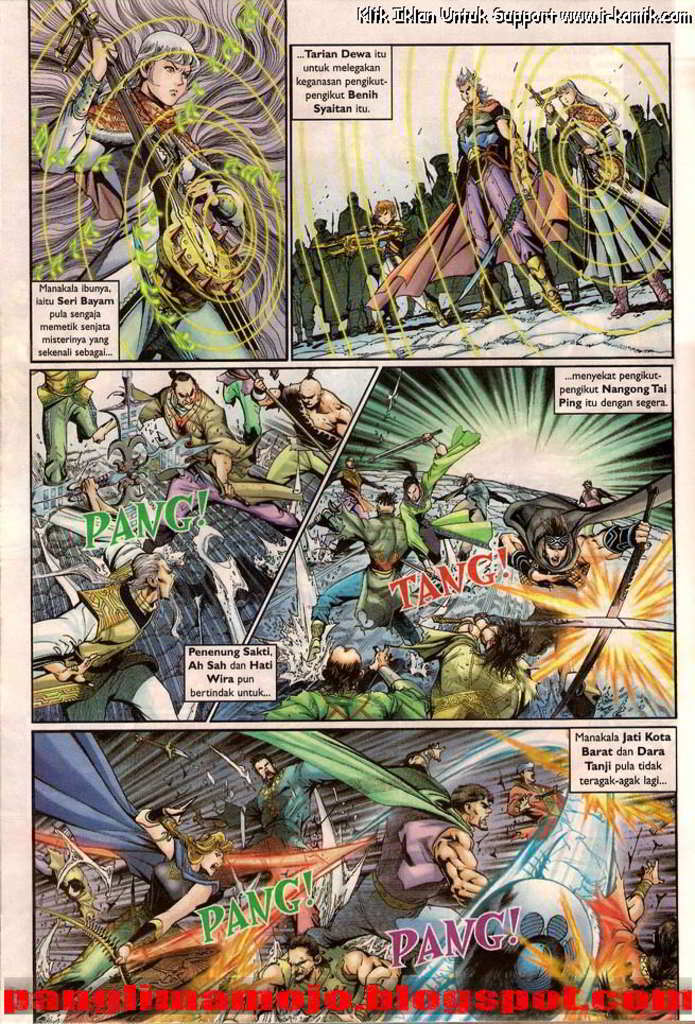 Klik Iklan Untuk Support www.ir-komik.com
Manakala ibunya,
iaitu Seri Bayam
pula sengaja
memetik senjata
misterinya yang
sekenali sebagai...
...Tarian Dewa itu
untuk melegakan
keganasan pengikut-
pengikut Benih
Syaitan itu.
PANG!
Penenung Sakti,
Ah Sah dan Hati
Wira pun
bertindak untuk...
...menyekat pengikut-
pengikut Nangong Tai
Ping itu dengan segera.
TANG!
Manakala Jati Kota
Barat dan Dara
Tanji pula tidak
teragak-agak lagi...
PANG!
PANG!
panglimamojo.blogspot.com